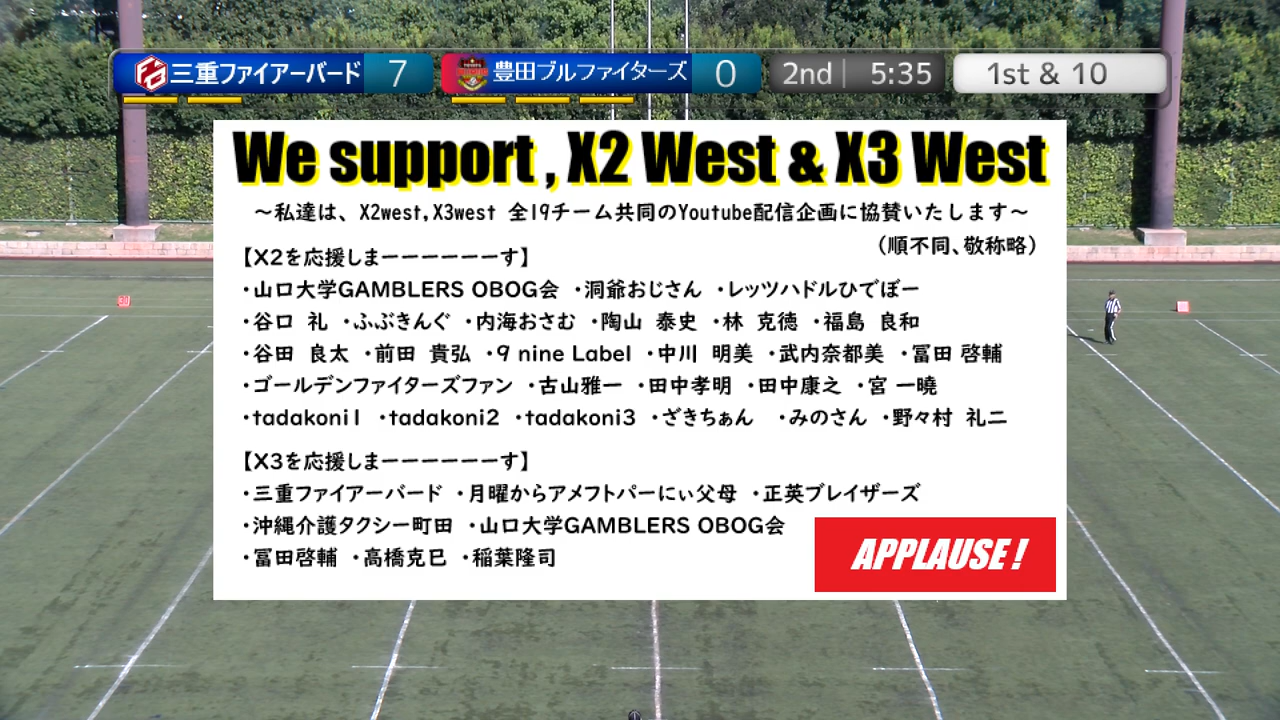 三重ファイアーバード 7 豊田ブルファイターズ 0 2nd 5:35 1st & 10
We support , X2 West & X3 West
～私達は、X2west,X3west 全19チーム共同のYoutube配信企画に協賛いたします～
（順不同、敬称略）
【X2を応援しまーーーーーーす】
・山口大学GAMBLERS OBOG会 ・洞爺おじさん ・レッツハドルひでぼー
・谷口 礼 ・ふぶきんぐ ・内海おさむ ・陶山 泰史 ・林 克徳 ・福島 良和
・谷田 良太 ・前田 貴弘 ・9 nine Label ・中川 明美 ・武内奈都美 ・冨田 啓輔
・ゴールデンファイターズファン ・古山雅一 ・田中孝明 ・田中康之 ・宮 一曉
・tadakoni1 ・tadakoni2 ・tadakoni3 ・ざきちぁん ・みのさん ・野々村 礼二
【X3を応援しまーーーーーーす】
・三重ファイアーバード ・月曜からアメフトパーにぃ父母 ・正英ブレイザーズ
・沖縄介護タクシー町田 ・山口大学GAMBLERS OBOG会
・冨田啓輔 ・高橋克巳 ・稲葉隆司
APPLAUSE !